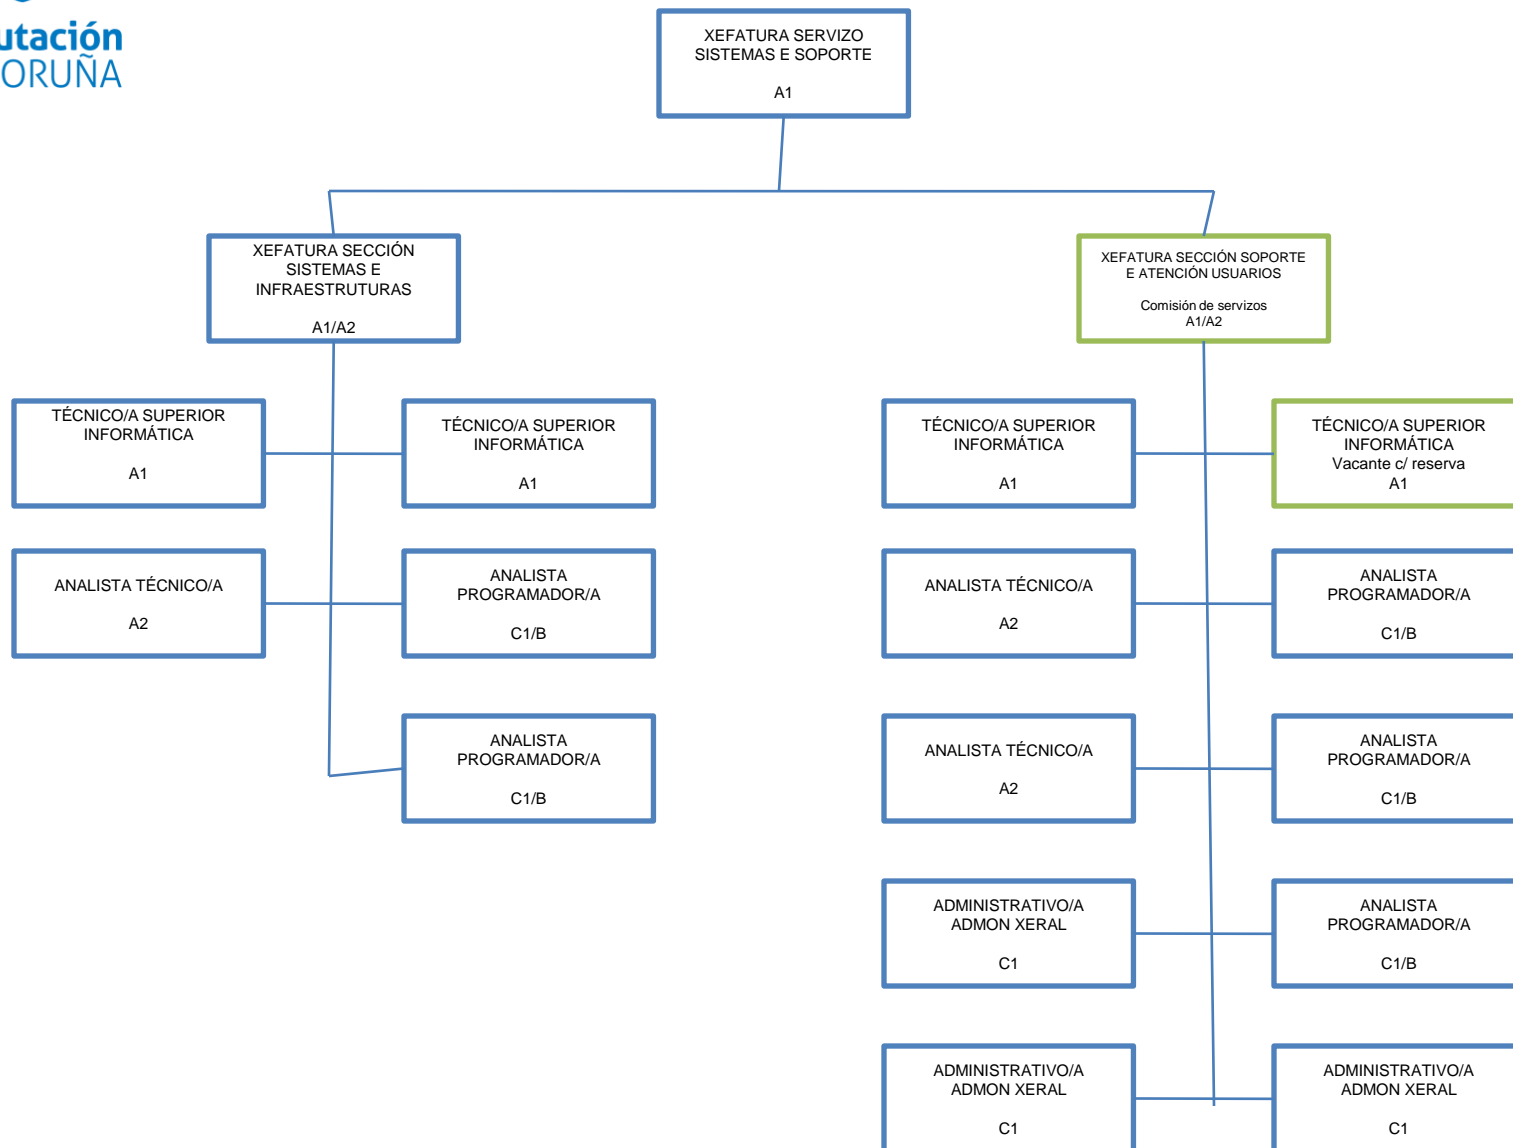 utación
ORUÑA
XEFATURA SERVIZO
SISTEMAS E SOPORTE
A1
XEFATURA SECCIÓN
SISTEMAS E
INFRAESTRUTURAS
A1/A2
XEFATURA SECCIÓN SOPORTE
E ATENCIÓN USUARIOS
Comisión de servizos
A1/A2
TÉCNICO/A SUPERIOR
INFORMÁTICA
A1
TÉCNICO/A SUPERIOR
INFORMÁTICA
A1
TÉCNICO/A SUPERIOR
INFORMÁTICA
A1
TÉCNICO/A SUPERIOR
INFORMÁTICA
Vacante c/ reserva
A1
ANALISTA TÉCNICO/A
A2
ANALISTA
PROGRAMADOR/A
C1/B
ANALISTA TÉCNICO/A
A2
ANALISTA
PROGRAMADOR/A
C1/B
ANALISTA
PROGRAMADOR/A
C1/B
ANALISTA TÉCNICO/A
A2
ANALISTA
PROGRAMADOR/A
C1/B
ADMINISTRATIVO/A
ADMON XERAL
C1
ANALISTA
PROGRAMADOR/A
C1/B
ADMINISTRATIVO/A
ADMON XERAL
C1
ADMINISTRATIVO/A
ADMON XERAL
C1